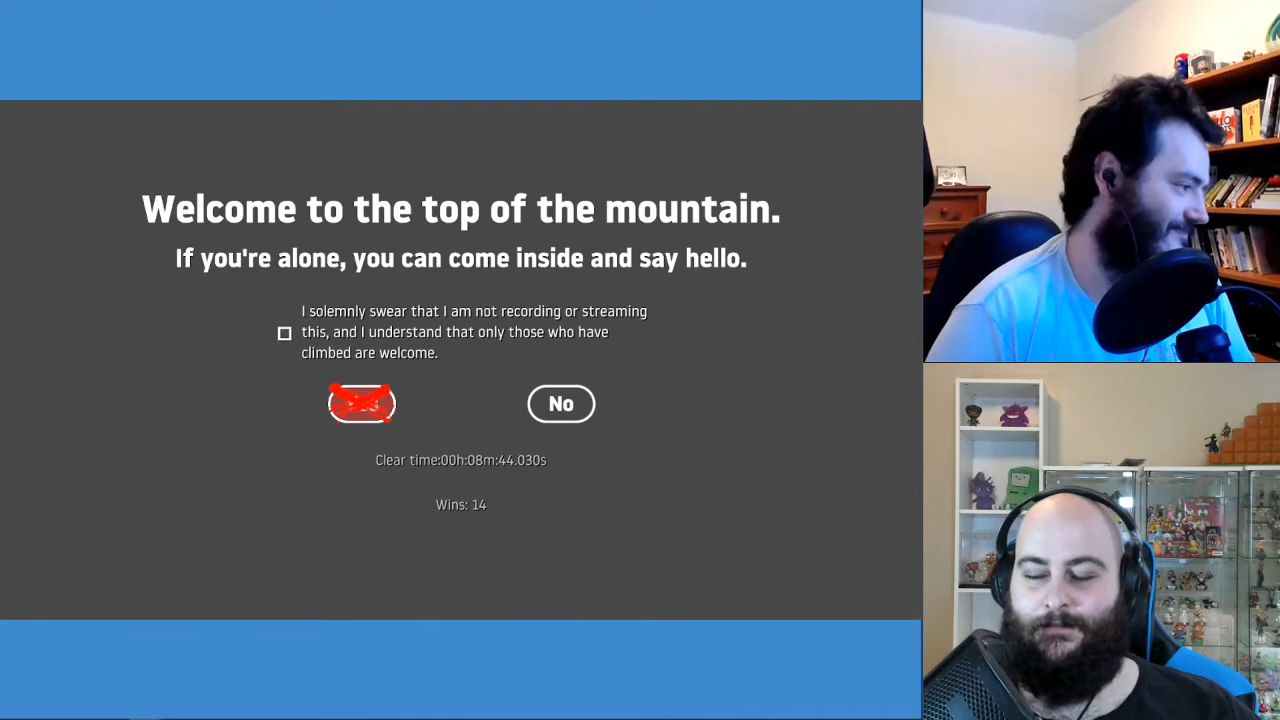 Welcome to the top of the mountain.
If you're alone, you can come inside and say hello.
I solemnly swear that I am not recording or streaming
this, and I understand that only those who have
climbed are welcome.
No
Clear time:00h:08m:44.030s
Wins: 14